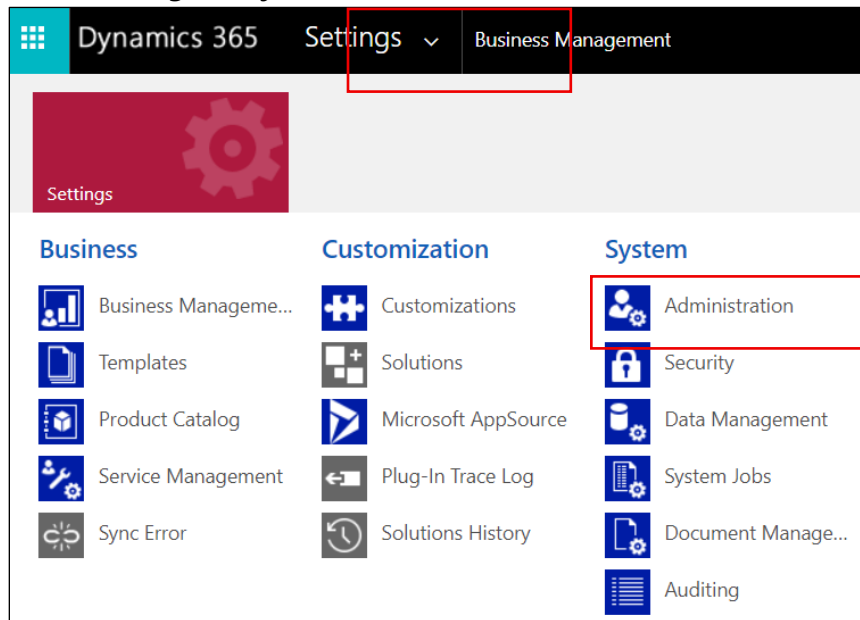 Dynamics 365 Settings Business Management
Settings
Business
Business Manageme...
Templates
Product Catalog
Service Management
Sync Error
Customization
Customizations
Solutions
Microsoft AppSource
Plug-In Trace Log
Solutions History
System
Administration
Security
Data Management
System Jobs
Document Manage...
Auditing